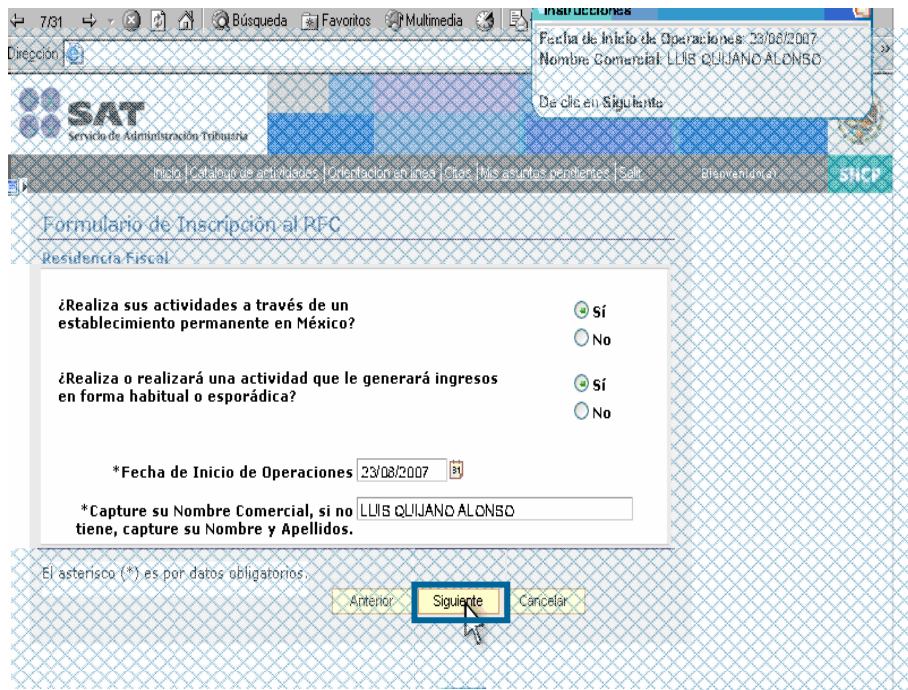 7/31 Búsqueda Favoritos Multimedia
Instrucciones
Fecha de Inicio de Operaciones: 23/08/2007
Nombre Comercial: LUIS QUIJANO ALONSO
De clic en Siguiente
Dirección
»
SAT
Servicio de Administración Tributaria
Inicio | Catalogo de actividades | Orientacion en linea | Citas | Mis asuntos pendientes | Salir Bienvenido(a) SHCP
Formulario de Inscripción al RFC
Residencia Fiscal
¿Realiza sus actividades a través de un
establecimiento permanente en México?
Sí
No
¿Realiza o realizará una actividad que le generará ingresos
en forma habitual o esporádica?
Sí
No
*Fecha de Inicio de Operaciones 23/08/2007 31
*Capture su Nombre Comercial, si no LUIS QUIJANO ALONSO
tiene, capture su Nombre y Apellidos.
El asterisco (*) es por datos obligatorios.
Anterior Siguiente Cancelar